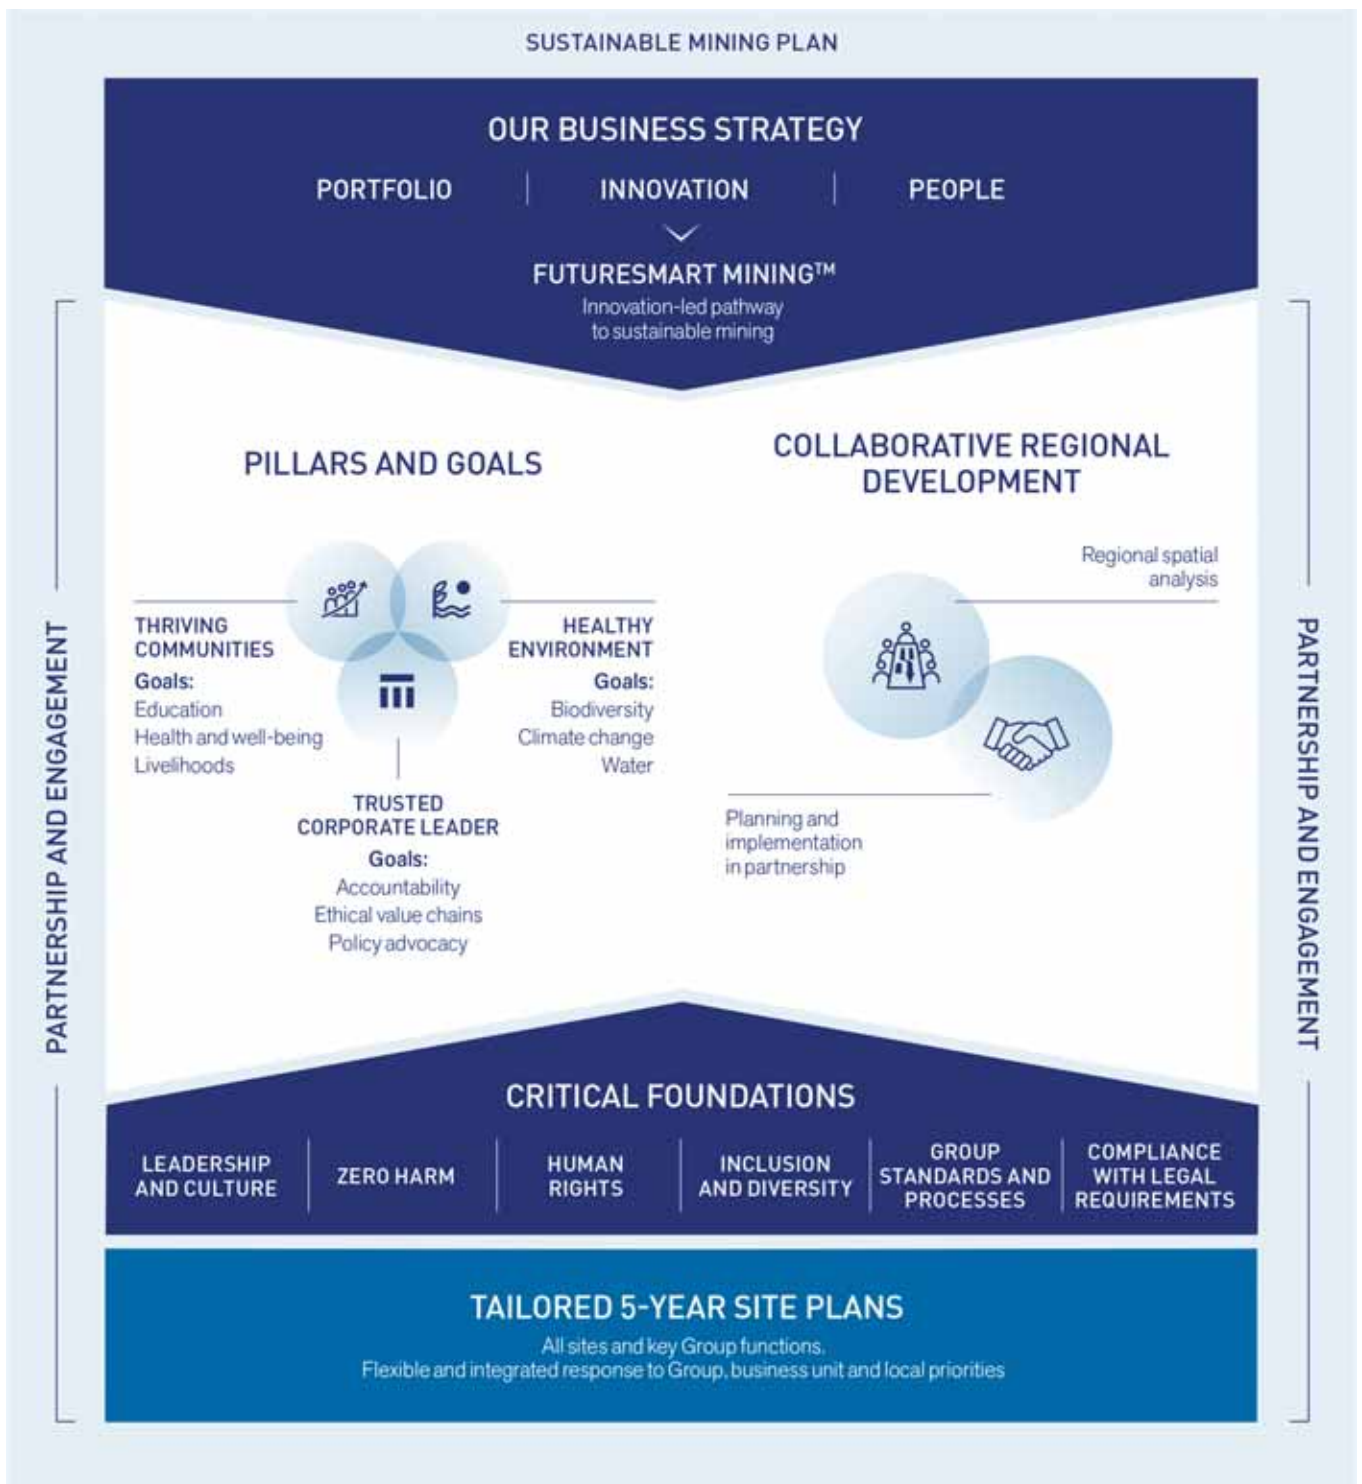 SUSTAINABLE MINING PLAN
OUR BUSINESS STRATEGY
PORTFOLIO
INNOVATION
PEOPLE
FUTURESMART MINING™
Innovation-led pathway
to sustainable mining
PARTNERSHIP AND ENGAGEMENT
PILLARS AND GOALS
THRIVING
COMMUNITIES
Goals:
Education
Health and well-being
Livelihoods
HEALTHY
ENVIRONMENT
Goals:
Biodiversity
Climate change
Water
TRUSTED
CORPORATE LEADER
Goals:
Accountability
Ethical value chains
Policy advocacy
COLLABORATIVE REGIONAL
DEVELOPMENT
Regional spatial
analysis
Planning and
implementation
in partnership
PARTNERSHIP AND ENGAGEMENT
CRITICAL FOUNDATIONS
LEADERSHIP
AND CULTURE
ZERO HARM
HUMAN
RIGHTS
INCLUSION
AND DIVERSITY
GROUP
STANDARDS AND
PROCESSES
COMPLIANCE
WITH LEGAL
REQUIREMENTS
TAILORED 5-YEAR SITE PLANS
All sites and key Group functions.
Flexible and integrated response to Group, business unit and local priorities